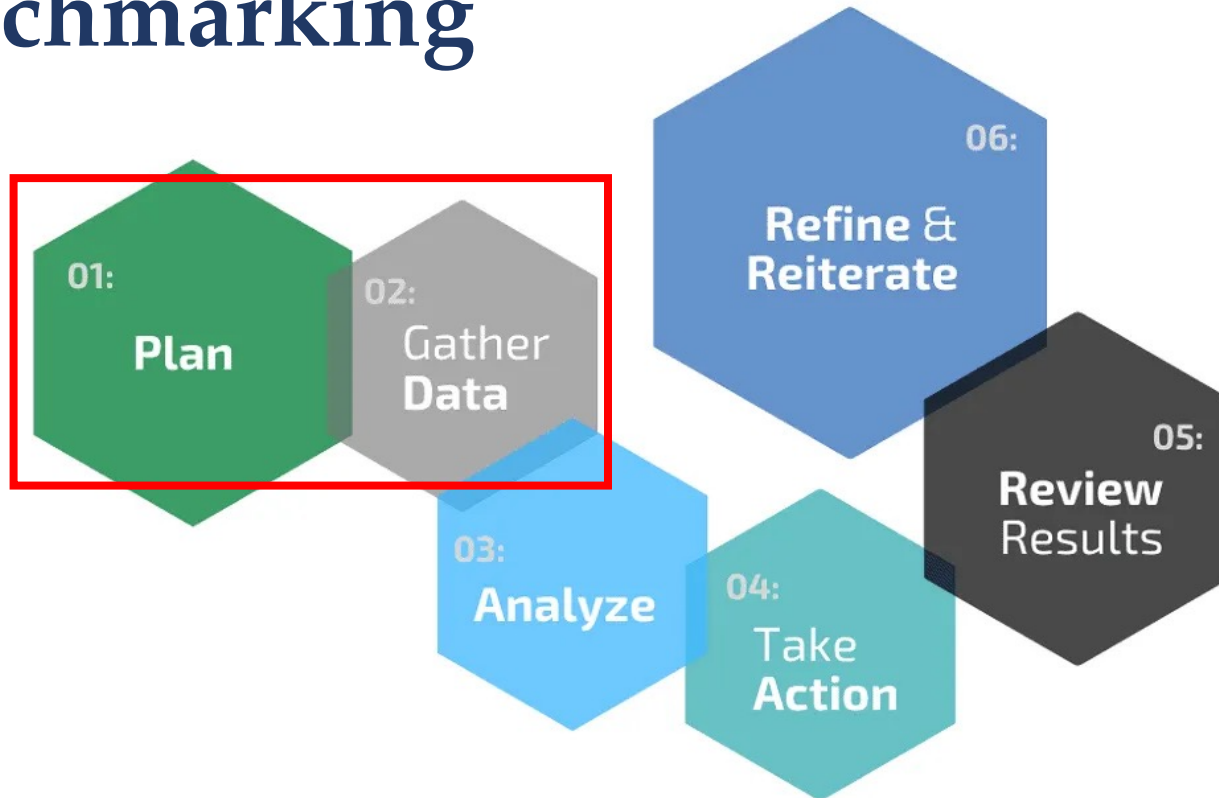 chmarking
01:
Plan
02:
Gather
Data
03:
Analyze
04:
Take
Action
05:
Review
Results
06:
Refine &
Reiterate